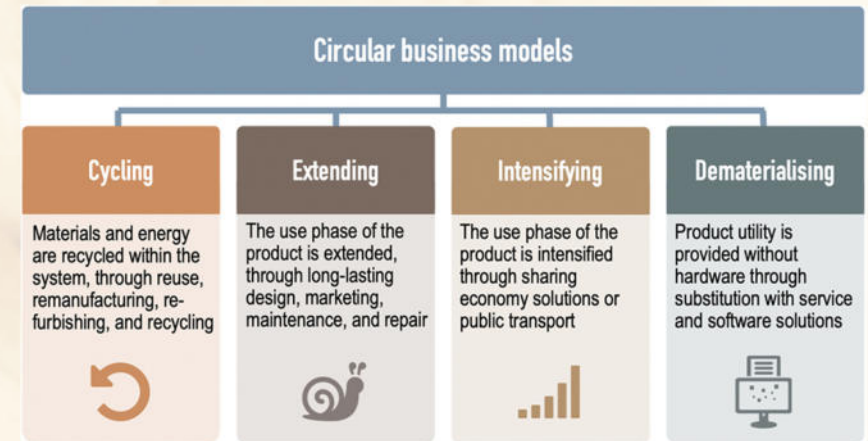 Circular business models
Cycling
Materials and energy
are recycled within the
system, through reuse,
remanufacturing, re-
furbishing, and recycling
Extending
The use phase of the
product is extended,
through long-lasting
design, marketing,
maintenance, and repair
Intensifying
The use phase of the
product is intensified
through sharing
economy solutions or
public transport
Dematerialising
Product utility is
provided without
hardware through
substitution with service
and software solutions